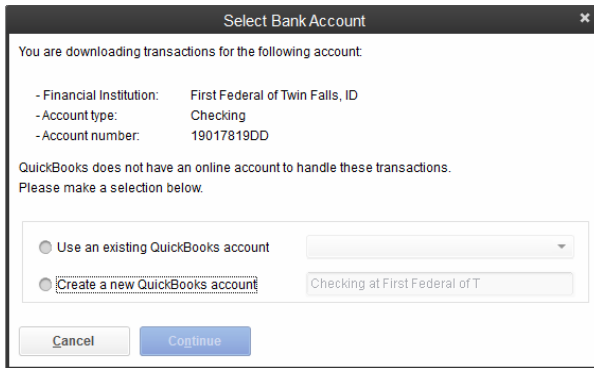 Select Bank Account
You are downloading transactions for the following account:
- Financial Institution: First Federal of Twin Falls, ID
- Account type: Checking
- Account number: 19017819DD
QuickBooks does not have an online account to handle these transactions.
Please make a selection below.
Use an existing QuickBooks account
Create a new QuickBooks account Checking at First Federal of T
Cancel Continue